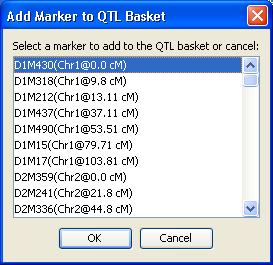 Add Marker to QTL Basket
Select a marker to add to the QTL basket or cancel:
D1M430(Chr1@0.0 cM)
D1M318(Chr1@9.8 cM)
D1M212(Chr1@13.11 cM)
D1M437(Chr1@37.11 cM)
D1M490(Chr1@53.51 cM)
D1M15(Chr1@79.71 cM)
D1M17(Chr1@103.81 cM)
D2M359(Chr2@0.0 cM)
D2M241(Chr2@21.8 cM)
D2M336(Chr2@44.8 cM)
OK Cancel